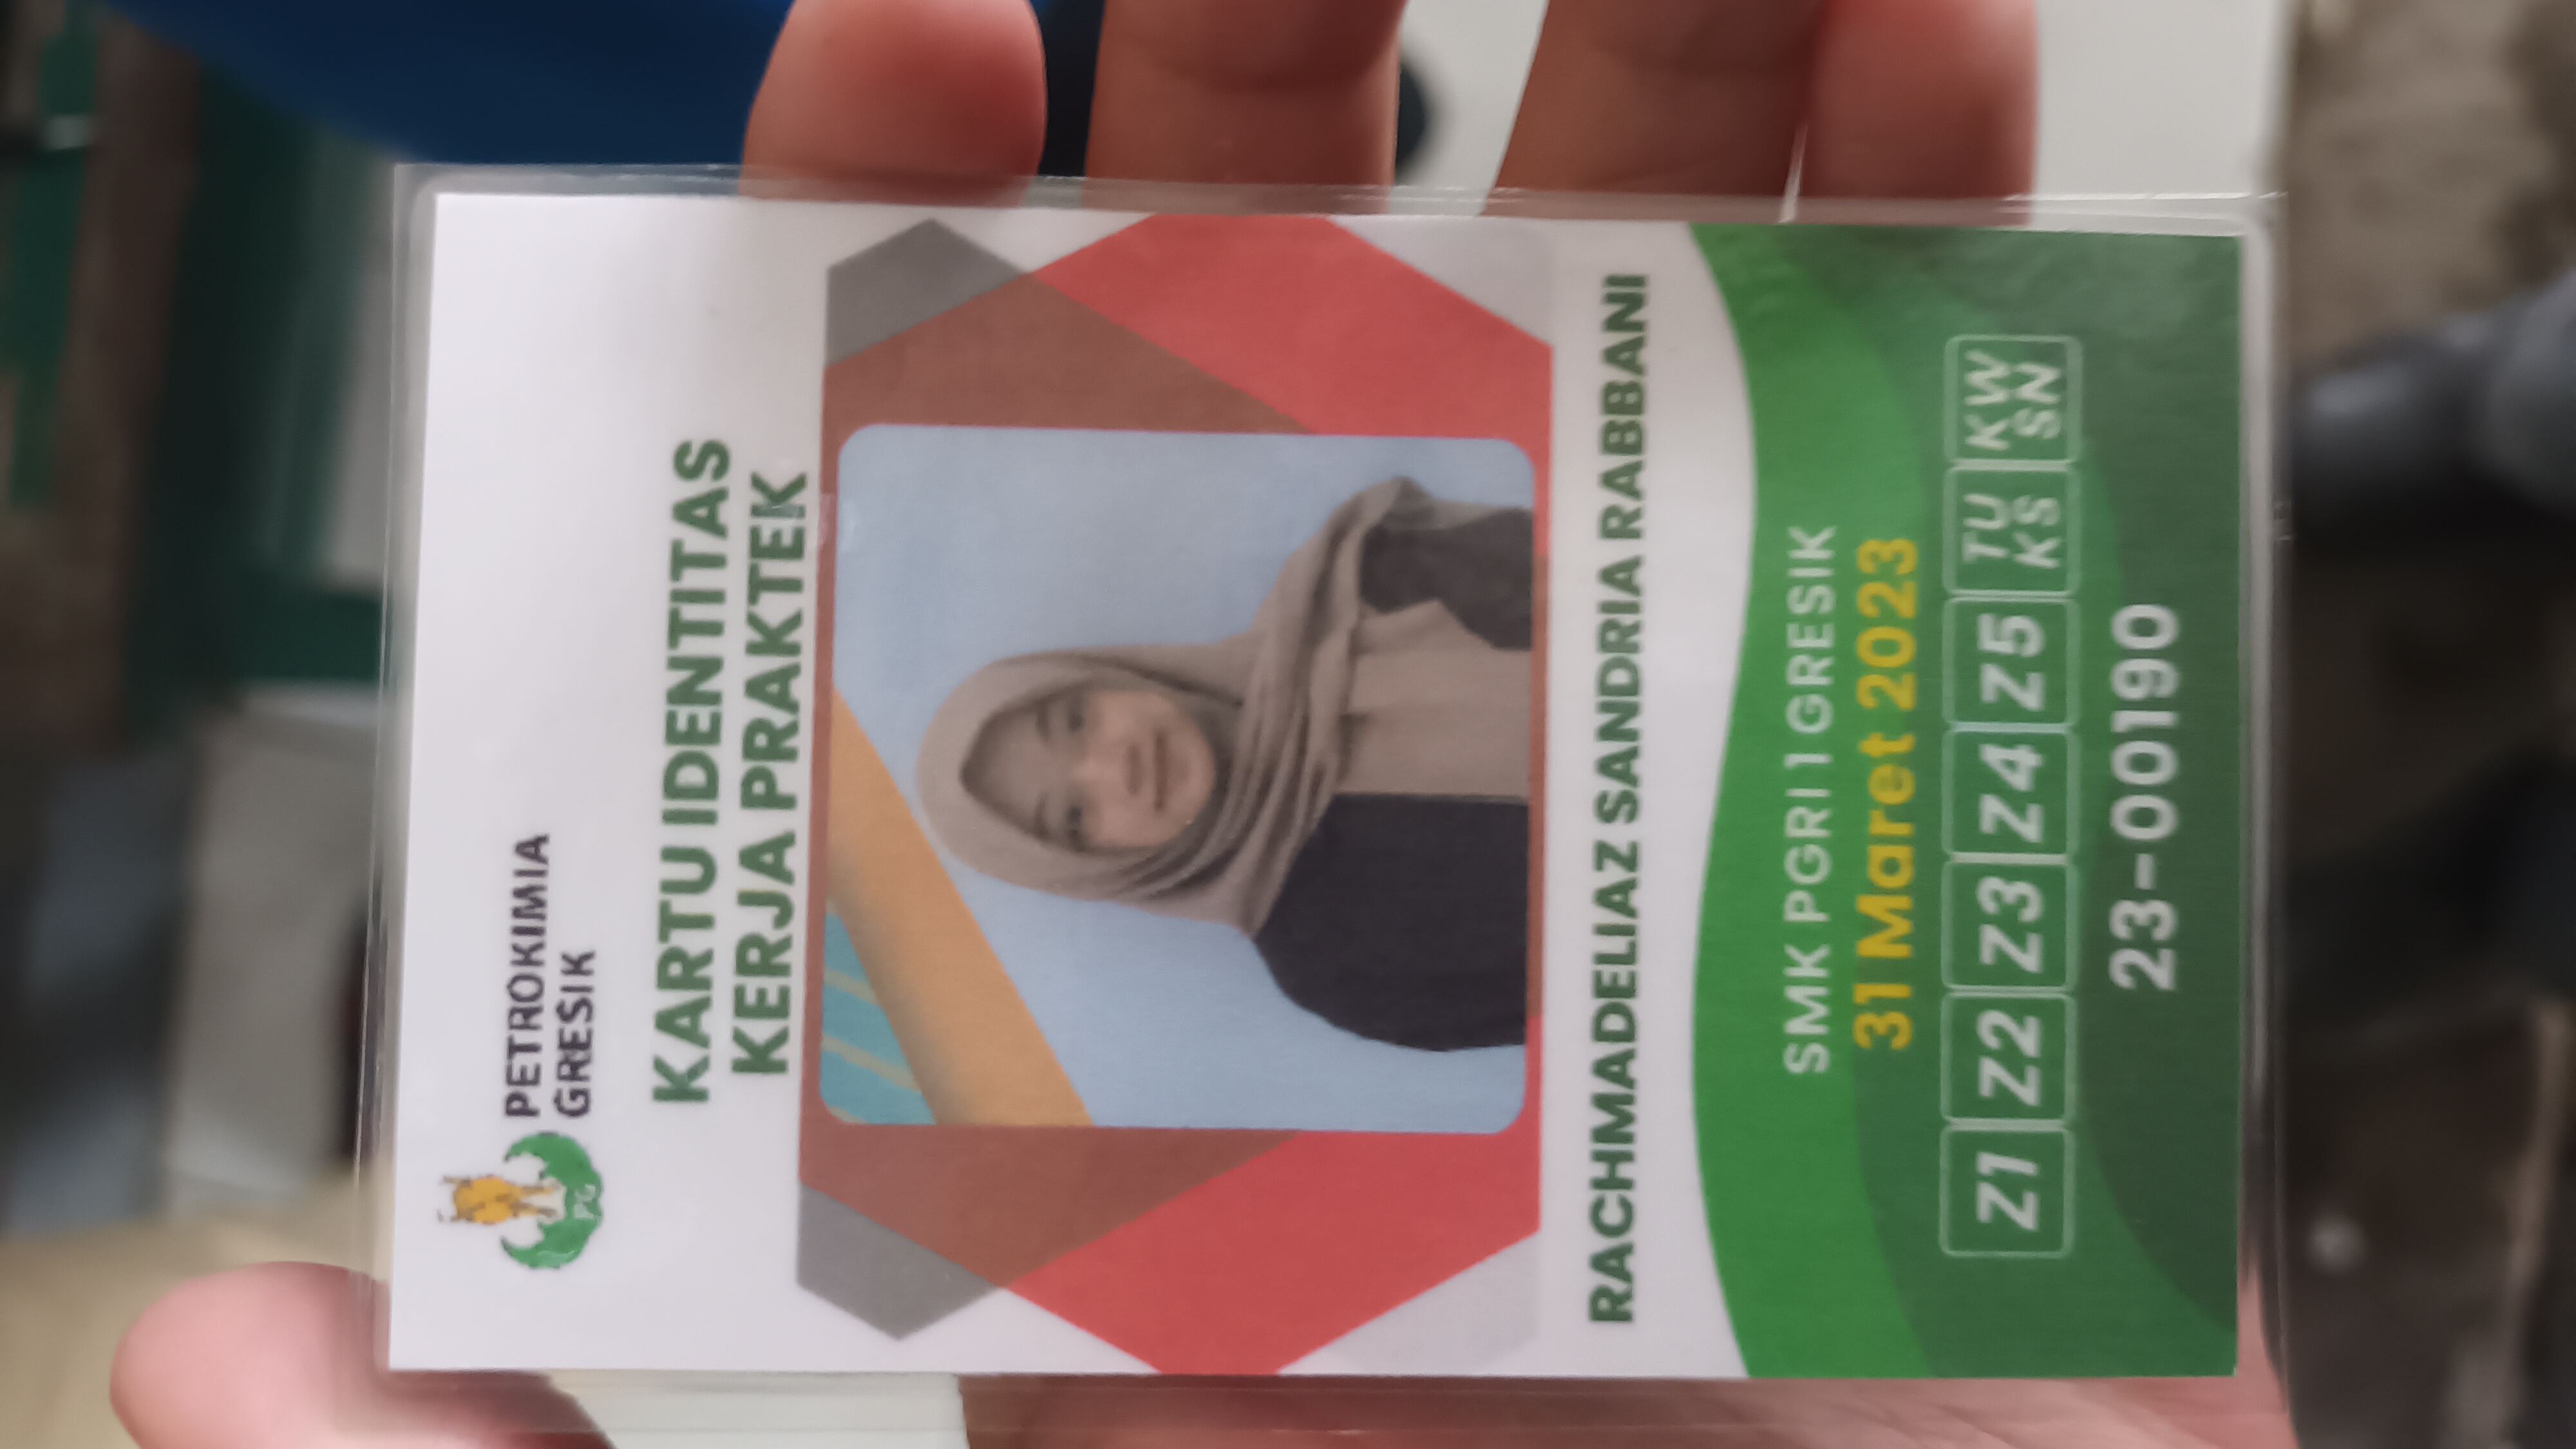 PG
PETROKIMIA
GRESIK
KARTU IDENTITAS
KERJA PRAKTEK
RACHMADELIAZ SANDRIA RABBANI
SMK PGRI 1 GRESIK
31 Maret 2023
Z1 Z2 Z3 Z4 Z5 TU KS KW SN
23-00190